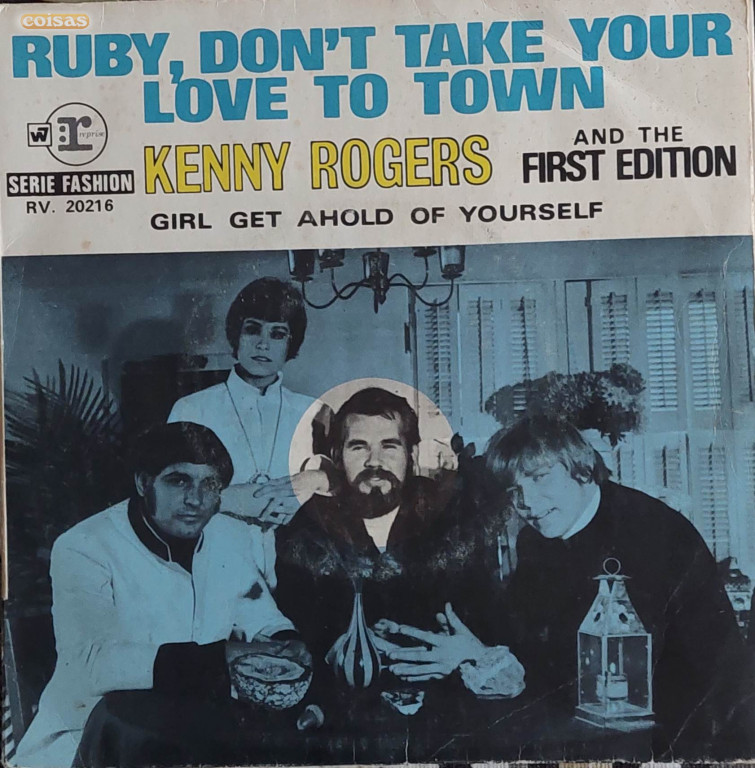 coisas
RUBY, DON'T TAKE YOUR
LOVE TO TOWN
W7
r
reprise
KENNY ROGERS
AND THE
FIRST EDITION
SERIE FASHION
RV. 20216
GIRL GET AHOLD OF YOURSELF